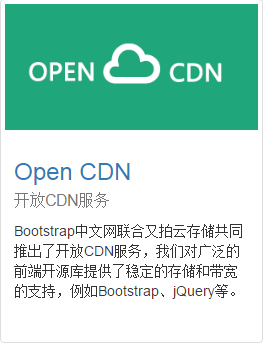 OPEN CDN
Open CDN
开放CDN服务
Bootstrap中文网联合又拍云存储共同
推出了开放CDN服务，我们对广泛的
前端开源库提供了稳定的存储和带宽
的支持，例如Bootstrap、jQuery等。